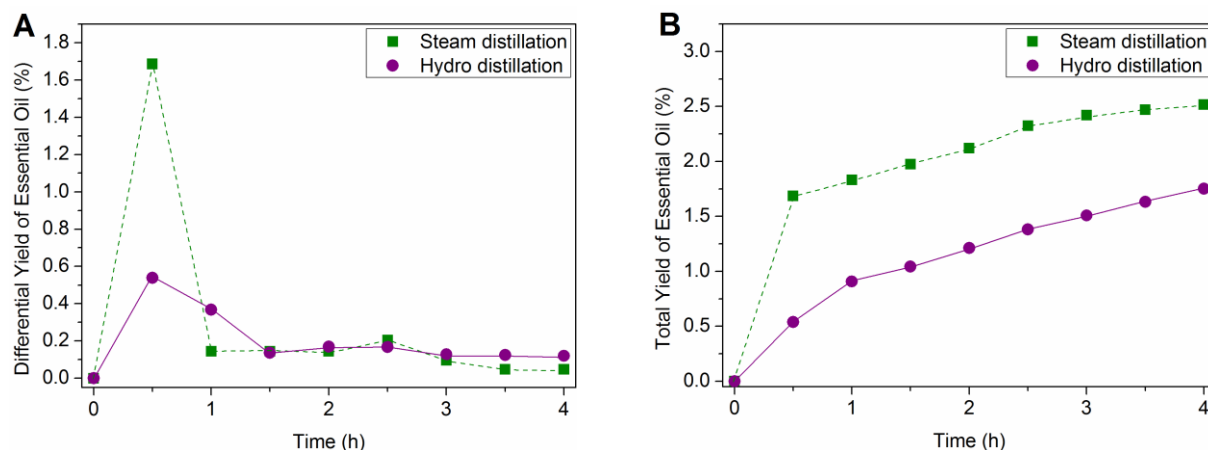 A
Differential Yield of Essential Oil (%)
1.8
1.6
1.4
1.2
1.0
0.8
0.6
0.4
0.2
0.0
Steam distillation
Hydro distillation
0 1 2 3 4
Time (h)
B
Total Yield of Essential Oil (%)
3.0
2.5
2.0
1.5
1.0
0.5
0.0
Steam distillation
Hydro distillation
0 1 2 3 4
Time (h)